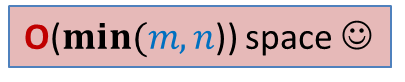 O(min(m, n)) space ☺